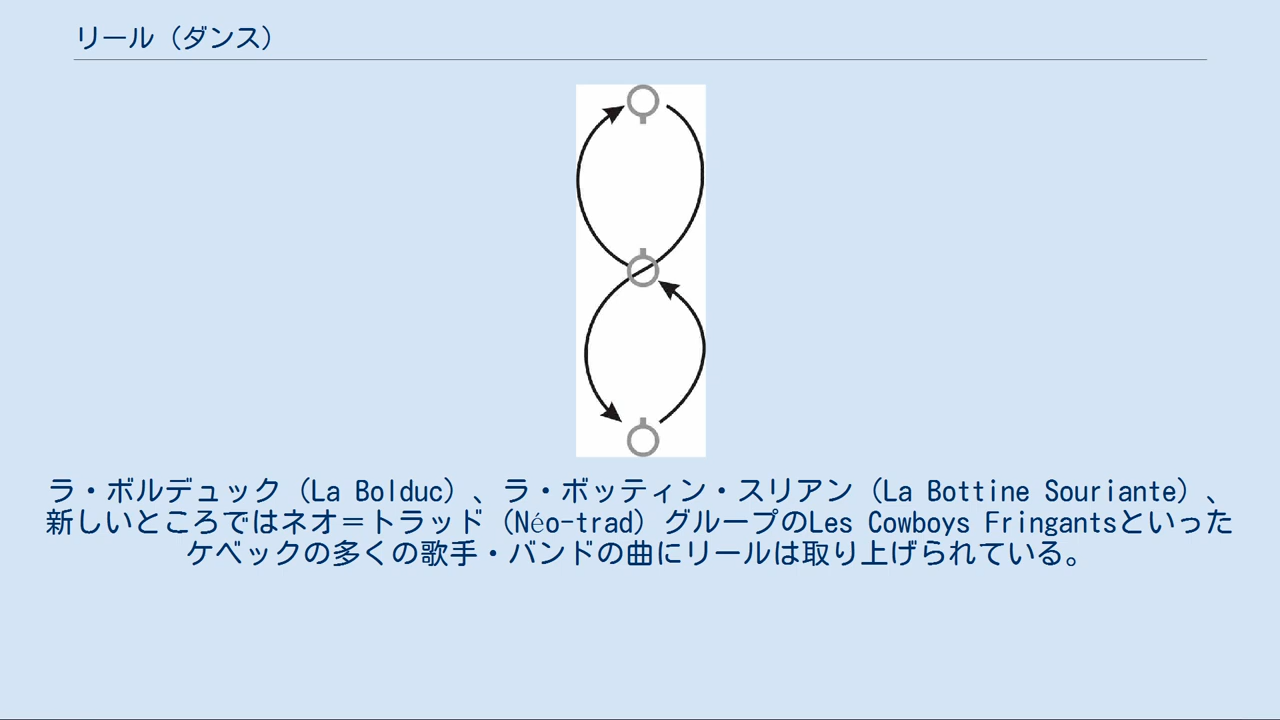 リール（ダンス）
ラ・ボルデュック（La Bolduc）、ラ・ボッティン・スリアン（La Bottine Souriante）、
新しいところではネオ＝トラッド（Néo-trad）グループのLes Cowboys Fringantsといった
ケベックの多くの歌手・バンドの曲にリールは取り上げられている。